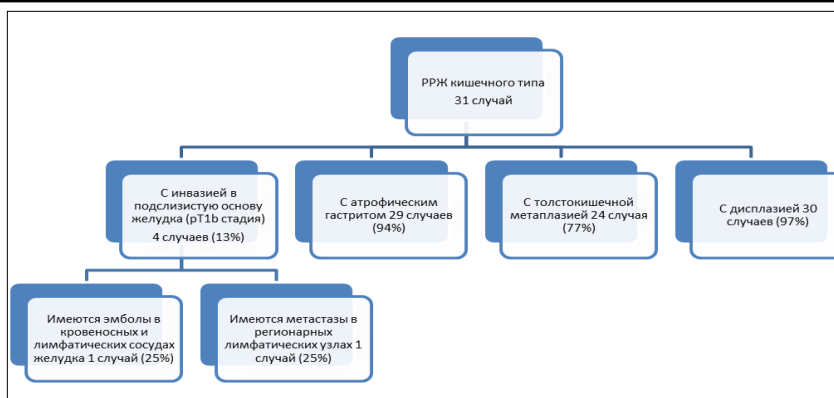 РРЖ кишечного типа
31 случай
С инвазией в
подслизистую основу
желудка (pT1b стадия)
4 случаев (13%)
С атрофическим
гастритом 29 случаев
(94%)
С толстокишечной
метаплазией 24 случая
(77%)
С дисплазией 30
случаев (97%)
Имеются эмболы в
кровеносных и
лимфатических сосудах
желудка 1 случай (25%)
Имеются метастазы в
регионарных
лимфатических узлах 1
случай (25%)